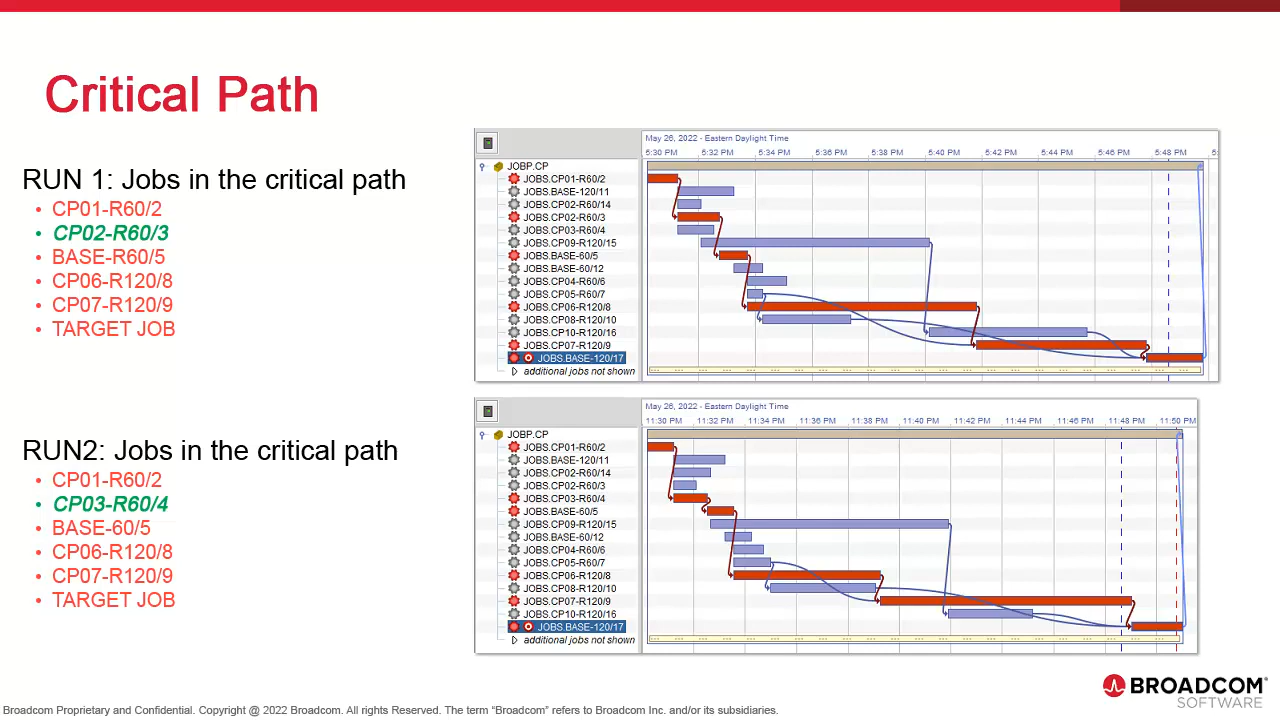 Critical Path
RUN 1: Jobs in the critical path
• CP01-R60/2
• CP02-R60/3
• BASE-R60/5
• CP06-R120/8
• CP07-R120/9
• TARGET JOB
May 26, 2022 - Eastern Daylight Time
5:30 PM 5:32 PM 5:34 PM 5:36 PM 5:38 PM 5:40 PM 5:42 PM 5:44 PM 5:46 PM 5:48 PM 5:
JOBP.CP
JOBS.CP01-R60/2
JOBS.BASE-120/11
JOBS.CP02-R60/14
JOBS.CP02-R60/3
JOBS.CP03-R60/4
JOBS.CP09-R120/15
JOBS.BASE-60/5
JOBS.BASE-60/12
JOBS.CP04-R60/6
JOBS.CP05-R60/7
JOBS.CP06-R120/8
JOBS.CP08-R120/10
JOBS.CP10-R120/16
JOBS.CP07-R120/9
JOBS.BASE-120/17
additional jobs not shown
RUN2: Jobs in the critical path
• CP01-R60/2
• CP03-R60/4
• BASE-60/5
• CP06-R120/8
• CP07-R120/9
• TARGET JOB
May 26, 2022 - Eastern Daylight Time
11:30 PM 11:32 PM 11:34 PM 11:36 PM 11:38 PM 11:40 PM 11:42 PM 11:44 PM 11:46 PM 11:48 PM 11:50 PM
JOBP.CP
JOBS.CP01-R60/2
JOBS.BASE-120/11
JOBS.CP02-R60/14
JOBS.CP02-R60/3
JOBS.CP03-R60/4
JOBS.BASE-60/5
JOBS.CP09-R120/15
JOBS.BASE-60/12
JOBS.CP04-R60/6
JOBS.CP05-R60/7
JOBS.CP06-R120/8
JOBS.CP08-R120/10
JOBS.CP07-R120/9
JOBS.CP10-R120/16
JOBS.BASE-120/17
additional jobs not shown
BROADCOM®
SOFTWARE
Broadcom Proprietary and Confidential. Copyright @ 2022 Broadcom. All rights Reserved. The term “Broadcom” refers to Broadcom Inc. and/or its subsidiaries.